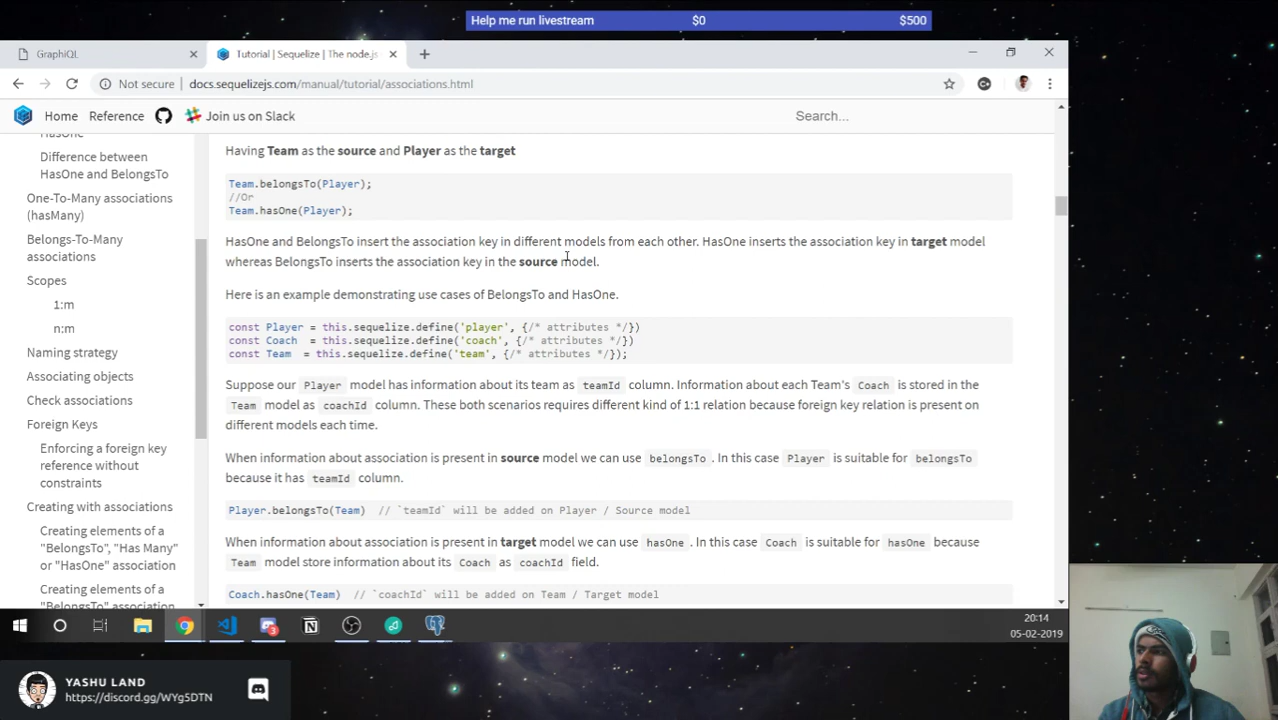 Help me run livestream $0 $500
GraphiQL
Tutorial | Sequelize | The node.js
Not secure docs.sequelizejs.com/manual/tutorial/associations.html
Home Reference Join us on Slack Search...
HasOne
Difference between
HasOne and BelongsTo
One-To-Many associations
(hasMany)
Belongs-To-Many
associations
Scopes
1:m
n:m
Naming strategy
Associating objects
Check associations
Foreign Keys
Enforcing a foreign key
reference without
constraints
Creating with associations
Creating elements of a
"BelongsTo", "Has Many"
or "HasOne" association
Creating elements of a
"BelongsTo" association
Having Team as the source and Player as the target
Team.belongsTo(Player);
//Or
Team.hasOne(Player);
HasOne and BelongsTo insert the association key in different models from each other. HasOne inserts the association key in target model
whereas BelongsTo inserts the association key in the source model.
Here is an example demonstrating use cases of BelongsTo and HasOne.
const Player = this.sequelize.define('player', {/* attributes */})
const Coach = this.sequelize.define('coach', {/* attributes */})
const Team = this.sequelize.define('team', {/* attributes */});
Suppose our Player model has information about its team as teamId column. Information about each Team's Coach is stored in the
Team model as coachId column. These both scenarios requires different kind of 1:1 relation because foreign key relation is present on
different models each time.
When information about association is present in source model we can use belongsTo . In this case Player is suitable for belongsTo
because it has teamId column.
Player.belongsTo(Team) // `teamId` will be added on Player / Source model
When information about association is present in target model we can use hasOne . In this case Coach is suitable for hasOne because
Team model store information about its Coach as coachId field.
Coach.hasOne(Team) // `coachId` will be added on Team / Target model
20:14
05-02-2019
YASHU LAND
https://discord.gg/WYg5DTN